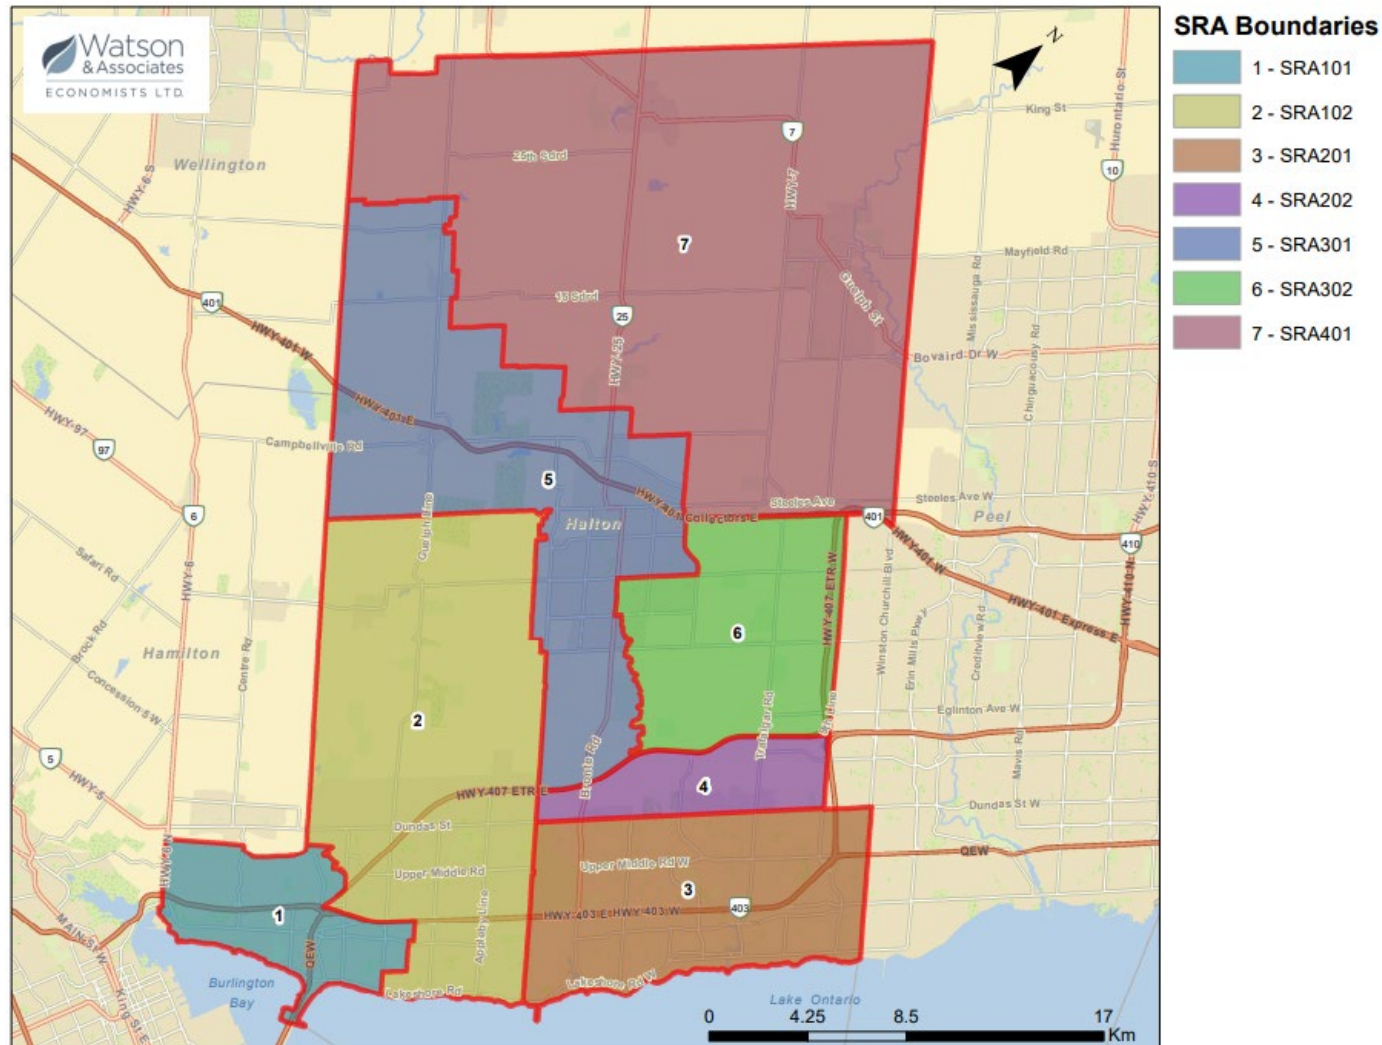 Watson
& Associates
ECONOMISTS LTD.
N
SRA Boundaries
1 - SRA101
2 - SRA102
3 - SRA201
4 - SRA202
5 - SRA301
6 - SRA302
7 - SRA401
King St
Hurontario St
10
7
HWY-7
25th Sdrd
Wellington
HWY-6 S
7
Mayfield Rd
Mississauga Rd
Guelph St
15 Sdrd
25
HWY-25
401
HWY-401 W
Bovaird Dr W
Chinguacousy Rd
HWY-401 E
HWY-97
97
Campbellville Rd
5
HWY-401 Collectors E
Steeles Ave
Steeles Ave W
HWY-410 S
6
Guelph Line
Halton
401
Peel
410
HWY-401 W
Safari Rd
HWY-6
HWY-407 ETR W
Winston Churchill Blvd
Erin Mills Pkwy
Creditview Rd
HWY-401 Express E
HWY-410 N
Brock Rd
Hamilton
Centre Rd
6
Concession 5 W
2
Trafalgar Rd
Eglinton Ave W
Mavis Rd
5
HWY-5
Bronte Rd
HWY-407 ETR E
4
Dundas St W
Dundas St
HWY-6 N
Upper Middle Rd
Upper Middle Rd W
QEW
3
Appleby Line
1
HWY-403 E HWY-403 W
403
MAIN St W
QEW
Burlington
Bay
Lakeshore Rd
Lakeshore Rd W
King St E
Lake Ontario
0 4.25 8.5 17
Km